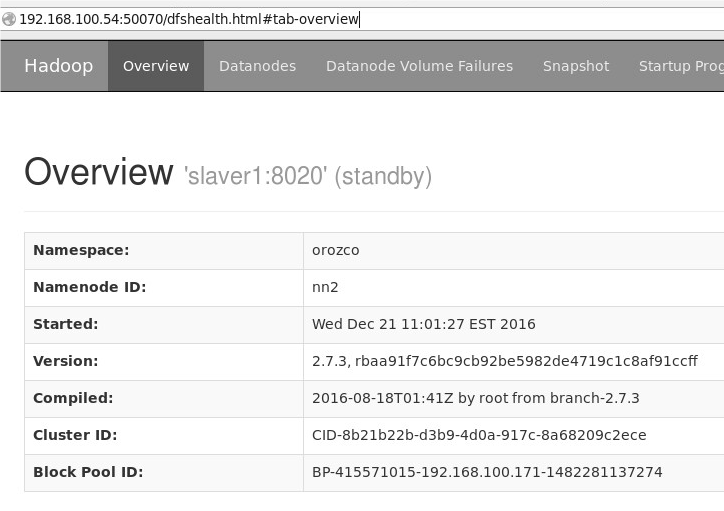 192.168.100.54:50070/dfshealth.html#tab-overview
Hadoop Overview Datanodes Datanode Volume Failures Snapshot Startup Prog
Overview 'slaver1:8020' (standby)
Namespace: orozco
Namenode ID: nn2
Started: Wed Dec 21 11:01:27 EST 2016
Version: 2.7.3, rbaa91f7c6bc9cb92be5982de4719c1c8af91ccff
Compiled: 2016-08-18T01:41Z by root from branch-2.7.3
Cluster ID: CID-8b21b22b-d3b9-4d0a-917c-8a68209c2ece
Block Pool ID: BP-415571015-192.168.100.171-1482281137274